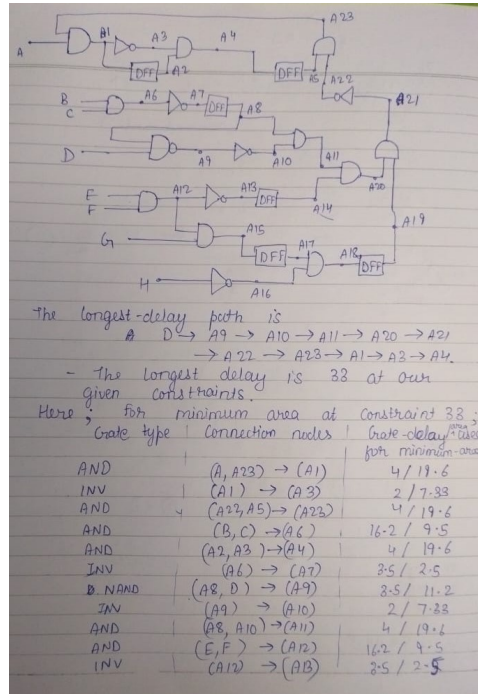 A23
A
A1
A3
A4
DFF
A2
DFF
A5
A22
B
C
A6
A7
DFF
A8
A21
D
A9
A10
A11
A20
E
F
A12
A13
DFF
A14
G
A15
DFF
A17
A18
DFF
A19
H
A16
The longest-delay path is
A D → A9 → A10 → A11 → A20 → A21
→ A22 → A23 → A1 → A3 → A4.
- The longest delay is 33 at our
given constraints.
Here ; for minimum area at constraint 33 ;
Gate type | Connection nodes | Gate-delay/area used
for minimum-area
AND (A, A23) → (A1) 4 / 19.6
INV (A1) → (A3) 2 / 7.33
AND (A22, A5) → (A23) 4 / 19.6
AND (B, C) → (A6) 16.2 / 9.5
AND (A2, A3) → (A4) 4 / 19.6
INV (A6) → (A7) 3.5 / 2.5
NAND (A8, D) → (A9) 3.5 / 11.2
INV (A9) → (A10) 2 / 7.33
AND (A8, A10) → (A11) 4 / 19.6
AND (E, F) → (A12) 16.2 / 9.5
INV (A12) → (A13) 3.5 / 2.5